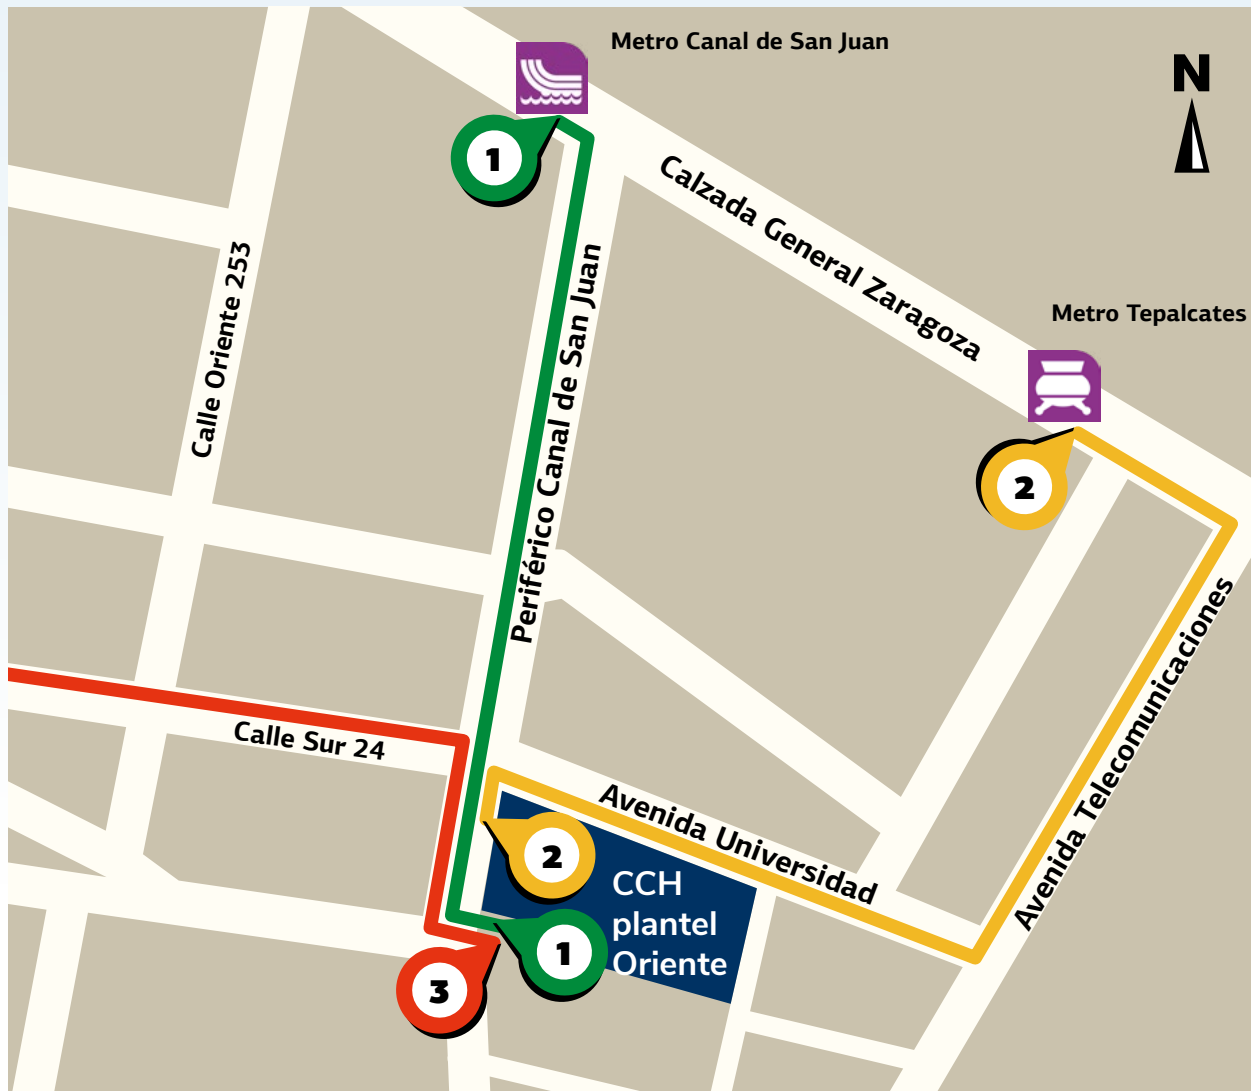 Metro Canal de San Juan
N
1
Calzada General Zaragoza
Calle Oriente 253
Periférico Canal de San Juan
Metro Tepalcates
2
Avenida Telecomunicaciones
Calle Sur 24
Avenida Universidad
2
CCH
plantel
Oriente
1
3